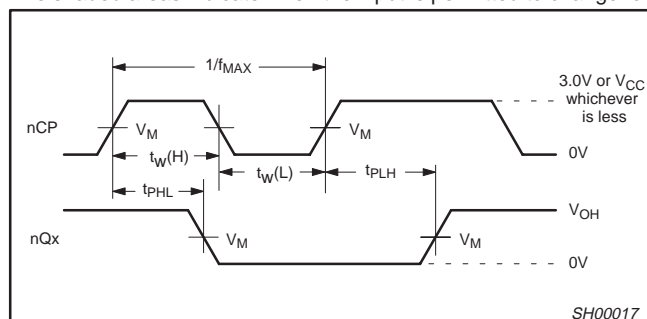 1/fMAX
3.0V or VCC
whichever
is less
nCP
VM
VM
0V
tW(H)
tW(L)
tPLH
tPHL
VOH
nQx
VM
VM
0V
SH00017